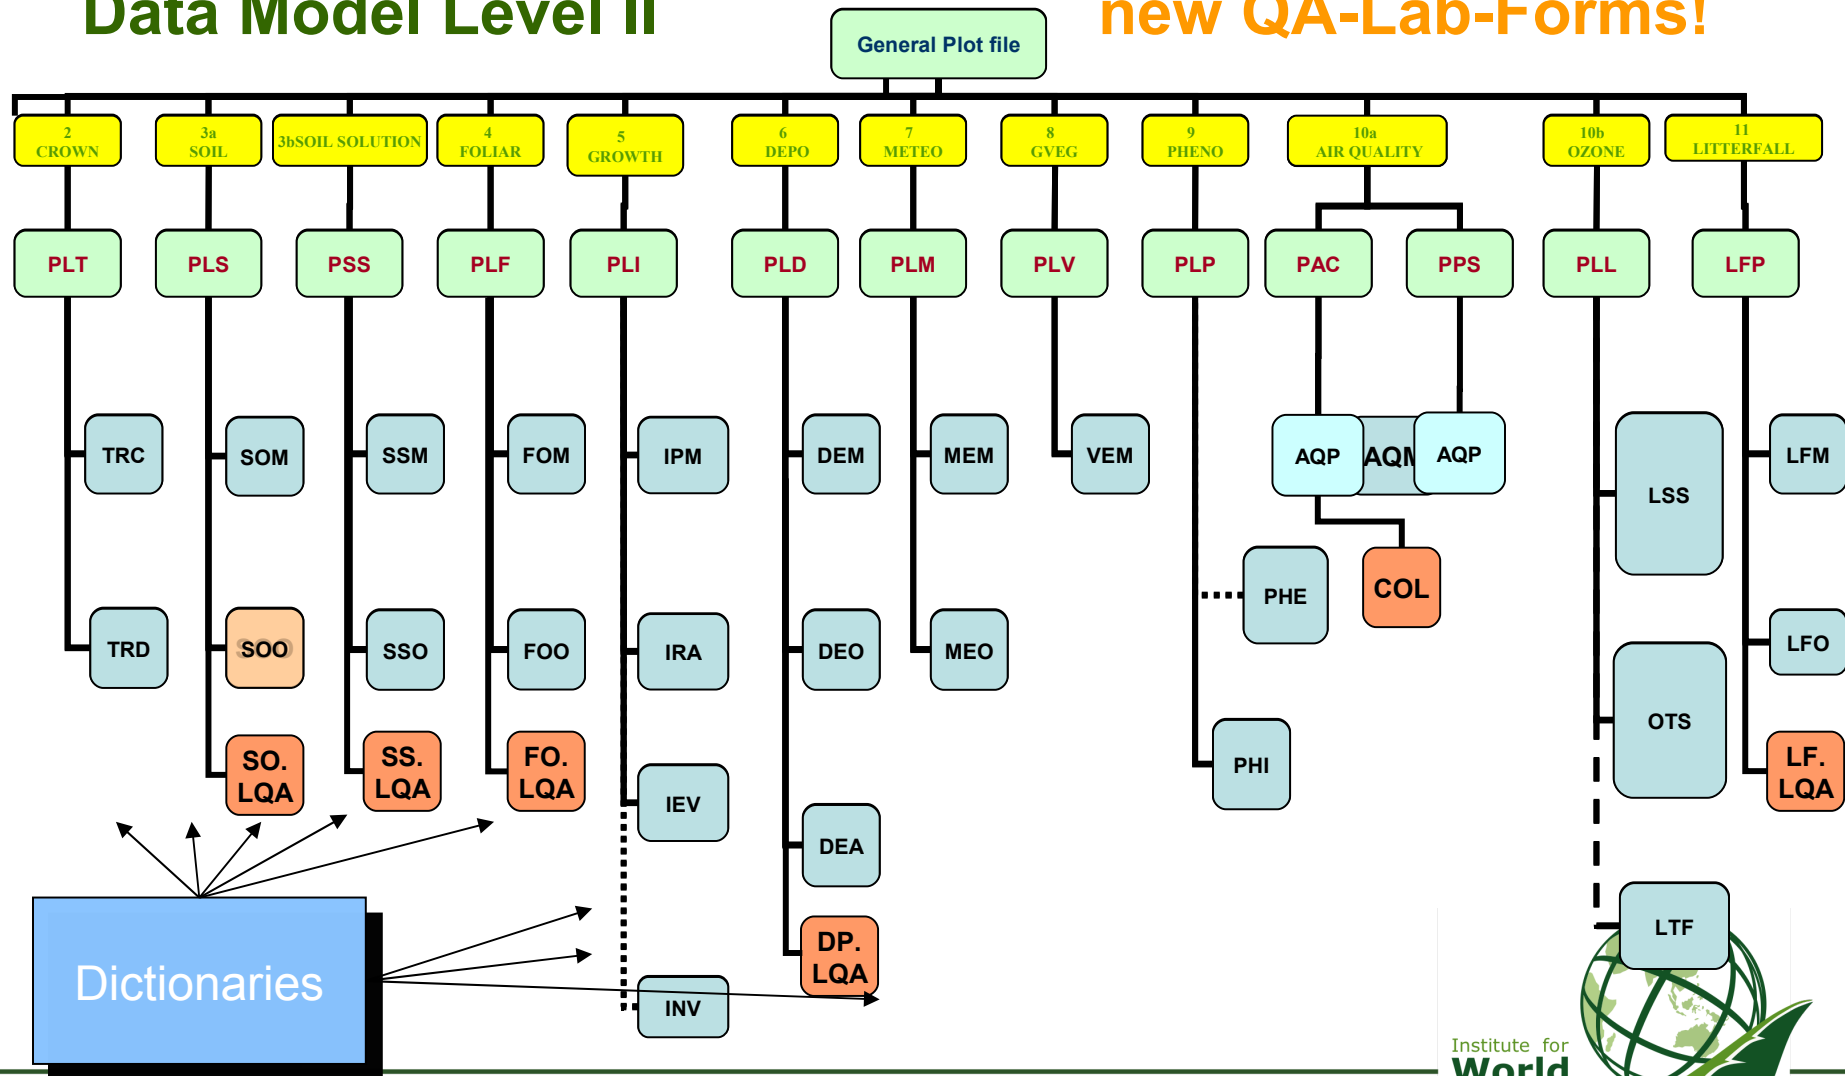 Data Model Level II
new QA-Lab-Forms!
General Plot file
2
CROWN
3a
SOIL
3bSOIL SOLUTION
4
FOLIAR
5
GROWTH
6
DEPO
7
METEO
8
GVEG
9
PHENO
10a
AIR QUALITY
10b
OZONE
11
LITTERFALL
PLT
PLS
PSS
PLF
PLI
PLD
PLM
PLV
PLP
PAC
PPS
PLL
LFP
TRC
SOM
SSM
FOM
IPM
DEM
MEM
VEM
AQP
AQM
AQP
LSS
LFM
PHE
COL
TRD
SOO
SSO
FOO
IRA
DEO
MEO
LFO
OTS
SO.
LQA
SS.
LQA
FO.
LQA
IEV
PHI
LF.
LQA
DEA
LTF
DP.
LQA
Dictionaries
INV
Institute for
World